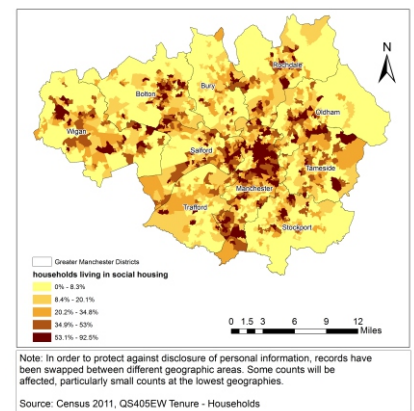 N
Rochdale
Bury
Bolton
Oldham
Wigan
Salford
Tameside
Manchester
Trafford
Stockport
Greater Manchester Districts
households living in social housing
0% - 8.3%
8.4% - 20.1%
20.2% - 34.8%
34.9% - 53%
53.1% - 92.5%
0 1.5 3 6 9 12
Miles
Note: In order to protect against disclosure of personal information, records have
been swapped between different geographic areas. Some counts will
be affected, particularly small counts at the lowest geographies.
Source: Census 2011, QS405EW Tenure - Households